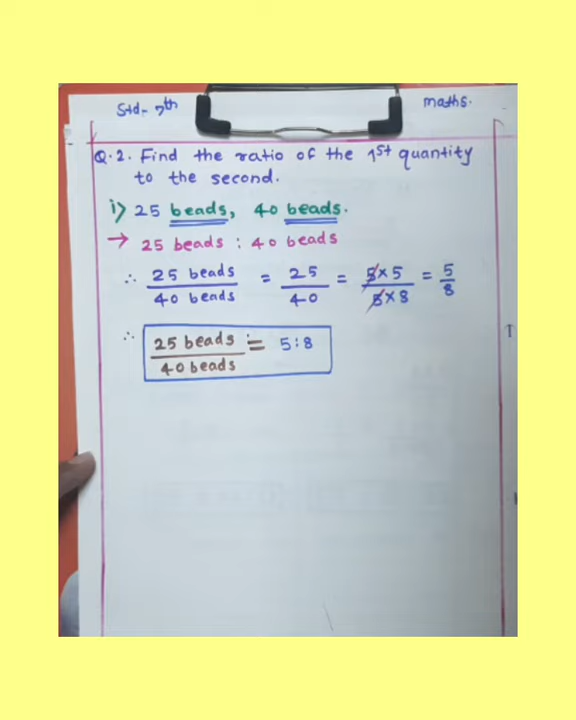 Std- 7th maths.
Q.2. Find the ratio of the 1st quantity
to the second.
i) 25 beads, 40 beads.
→ 25 beads : 40 beads
∴ 25 beads / 40 beads = 25 / 40 = 5×5 / 5×8 = 5 / 8
∴ 25 beads / 40 beads = 5:8